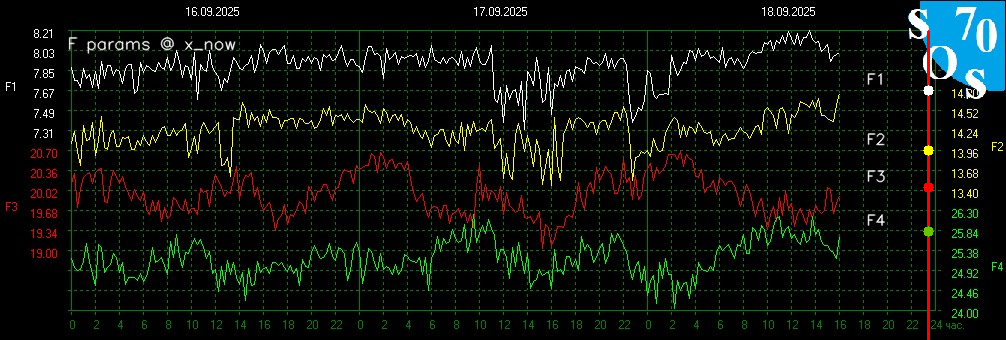 16.09.2025 17.09.2025 18.09.2025
F params @ x_now
SOS 70
8.21
8.03
7.85
F1
7.67
7.49
7.31
20.70
20.36
20.02
F3
19.68
19.34
19.00
F1
F2
F3
F4
14.52
14.24
F2
13.96
13.68
13.40
26.30
25.84
25.38
F4
24.92
24.46
24.00
0 2 4 6 8 10 12 14 16 18 20 22 0 2 4 6 8 10 12 14 16 18 20 22 0 2 4 6 8 10 12 14 16 18 20 22 24 час.